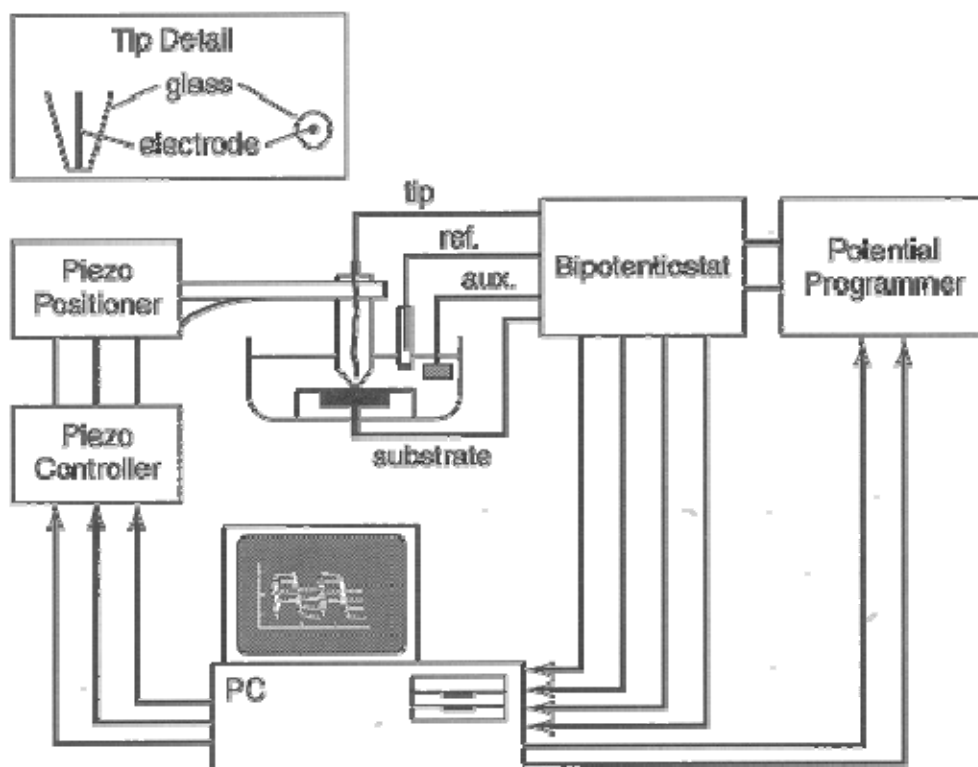 Tip Detail
glass
electrode
tip
ref.
aux.
Piezo
Positioner
Bipotentiostat
Potential
Programmer
Piezo
Controller
substrate
PC